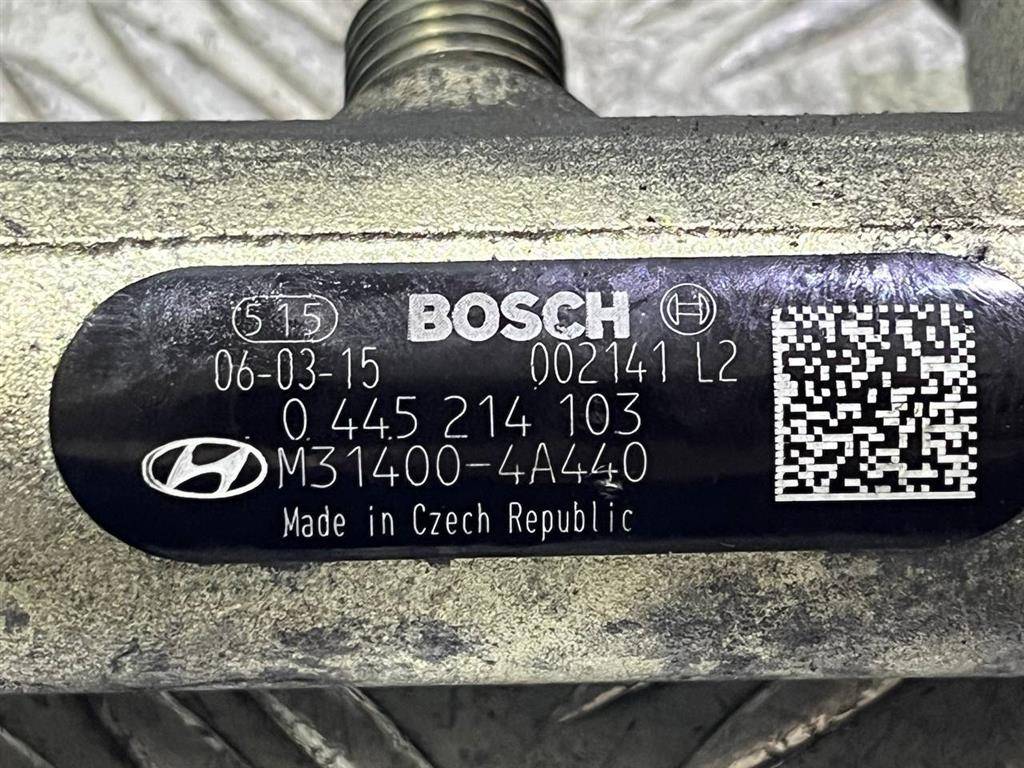 515 BOSCH
06-03-15 002141 L2
0 445 214 103
M31400-4A440
Made in Czech Republic